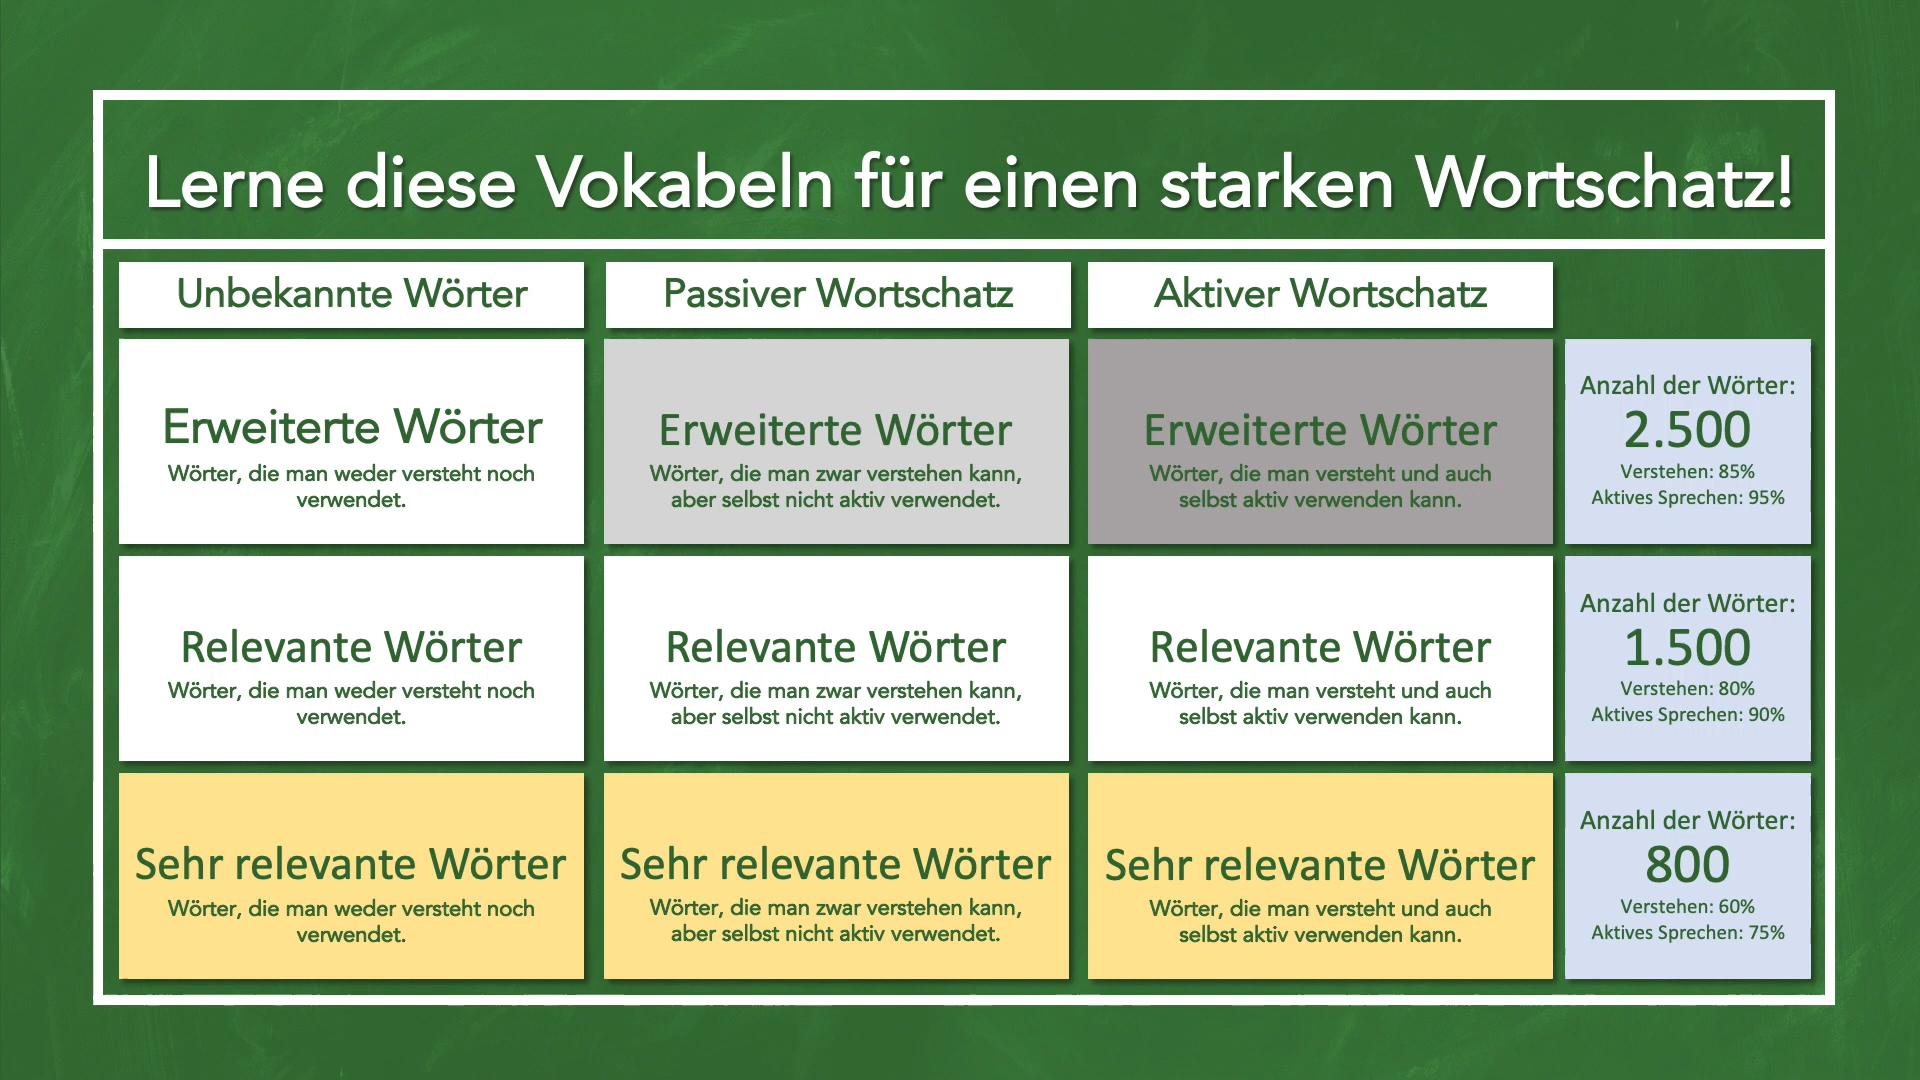 Lerne diese Vokabeln für einen starken Wortschatz!
Unbekannte Wörter
Passiver Wortschatz
Aktiver Wortschatz
Erweiterte Wörter
Wörter, die man weder versteht noch
verwendet.
Erweiterte Wörter
Wörter, die man zwar verstehen kann,
aber selbst nicht aktiv verwendet.
Erweiterte Wörter
Wörter, die man versteht und auch
selbst aktiv verwenden kann.
Anzahl der Wörter:
2.500
Verstehen: 85%
Aktives Sprechen: 95%
Relevante Wörter
Wörter, die man weder versteht noch
verwendet.
Relevante Wörter
Wörter, die man zwar verstehen kann,
aber selbst nicht aktiv verwendet.
Relevante Wörter
Wörter, die man versteht und auch
selbst aktiv verwenden kann.
Anzahl der Wörter:
1.500
Verstehen: 80%
Aktives Sprechen: 90%
Sehr relevante Wörter
Wörter, die man weder versteht noch
verwendet.
Sehr relevante Wörter
Wörter, die man zwar verstehen kann,
aber selbst nicht aktiv verwendet.
Sehr relevante Wörter
Wörter, die man versteht und auch
selbst aktiv verwenden kann.
Anzahl der Wörter:
800
Verstehen: 60%
Aktives Sprechen: 75%